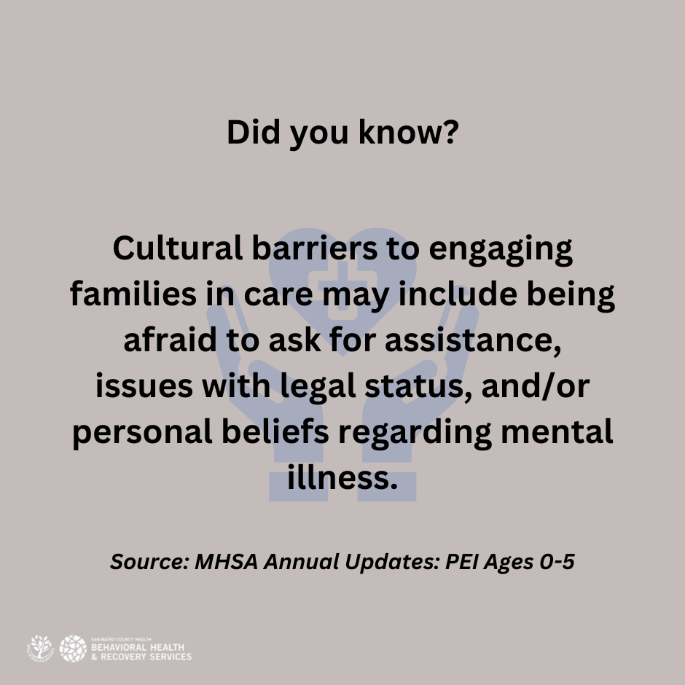 Did you know?
Cultural barriers to engaging
families in care may include being
afraid to ask for assistance,
issues with legal status, and/or
personal beliefs regarding mental
illness.
Source: MHSA Annual Updates: PEI Ages 0-5
SAN MATEO COUNTY HEALTH
BEHAVIORAL HEALTH
& RECOVERY SERVICES